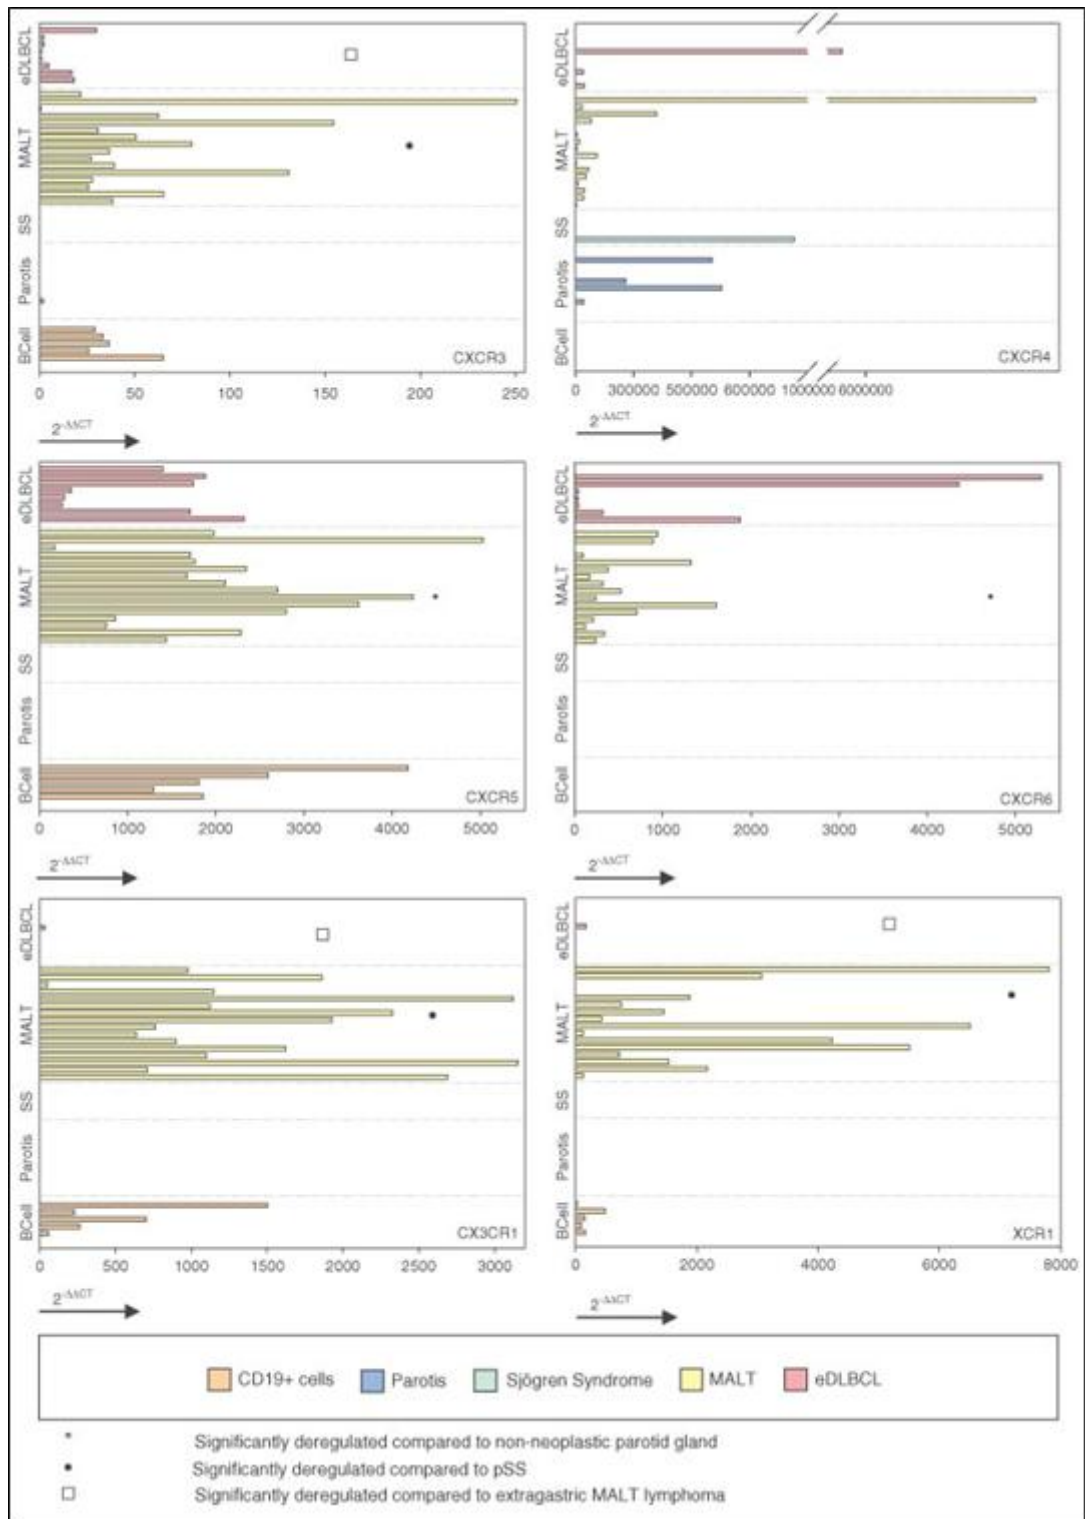 eDLBCL
MALT
SS
Parotis
BCell
CXCR3
0 50 100 150 200 250
2-ΔΔCT
eDLBCL
MALT
SS
Parotis
BCell
CXCR4
0 300000 500000 600000 1000000 6000000
2-ΔΔCT
eDLBCL
MALT
SS
Parotis
BCell
CXCR5
0 1000 2000 3000 4000 5000
2-ΔΔCT
eDLBCL
MALT
SS
Parotis
BCell
CXCR6
0 1000 2000 3000 4000 5000
2-ΔΔCT
eDLBCL
MALT
SS
Parotis
BCell
CX3CR1
0 500 1000 1500 2000 2500 3000
2-ΔΔCT
eDLBCL
MALT
SS
Parotis
BCell
XCR1
0 2000 4000 6000 8000
2-ΔΔCT
CD19+ cells Parotis Sjögren Syndrome MALT eDLBCL
* Significantly deregulated compared to non-neoplastic parotid gland
• Significantly deregulated compared to pSS
□ Significantly deregulated compared to extragastric MALT lymphoma